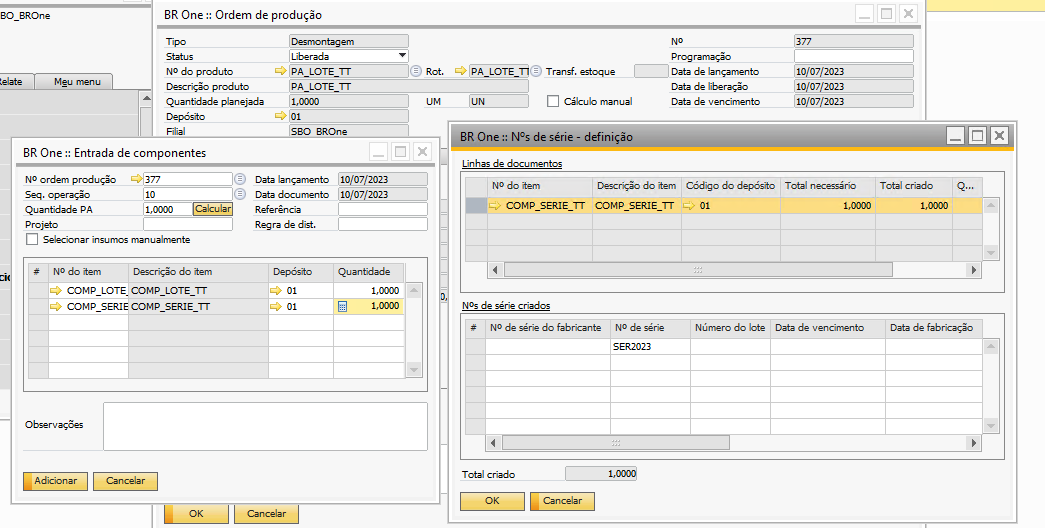 BO_BROne
elate
Meu menu
BR One :: Ordem de produção
Tipo Desmontagem Nº 377
Status Liberada Programação
Nº do produto PA_LOTE_TT Rot. PA_LOTE_TT Transf. estoque Data de lançamento 10/07/2023
Descrição produto PA_LOTE_TT Data de liberação 10/07/2023
Quantidade planejada 1,0000 UM UN Cálculo manual Data de vencimento 10/07/2023
Depósito 01
Filial SBO_BROne
OK Cancelar
BR One :: Entrada de componentes
Nº ordem produção 377 Data lançamento 10/07/2023
Seq. operação 10 Data documento 10/07/2023
Quantidade PA 1,0000 Calcular Referência
Projeto Regra de dist.
Selecionar insumos manualmente
# Nº do item Descrição do item Depósito Quantidade
COMP_LOTE_ COMP_LOTE_TT 01 1,0000
COMP_SERIE COMP_SERIE_TT 01 1,0000
Observações
Adicionar Cancelar
BR One :: Nºs de série - definição
Linhas de documentos
Nº do item Descrição do item Código do depósito Total necessário Total criado Q...
COMP_SERIE_TT COMP_SERIE_TT 01 1,0000 1,0000
Nºs de série criados
# Nº de série do fabricante Nº de série Número do lote Data de vencimento Data de fabricação
SER2023
Total criado 1,0000
OK Cancelar